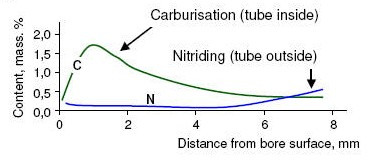 Carburisation (tube inside)
Nitriding (tube outside)
Content, mass. %
2,0
1,5
1,0
0,5
0,0
C
N
0
2
4
6
8
Distance from bore surface, mm